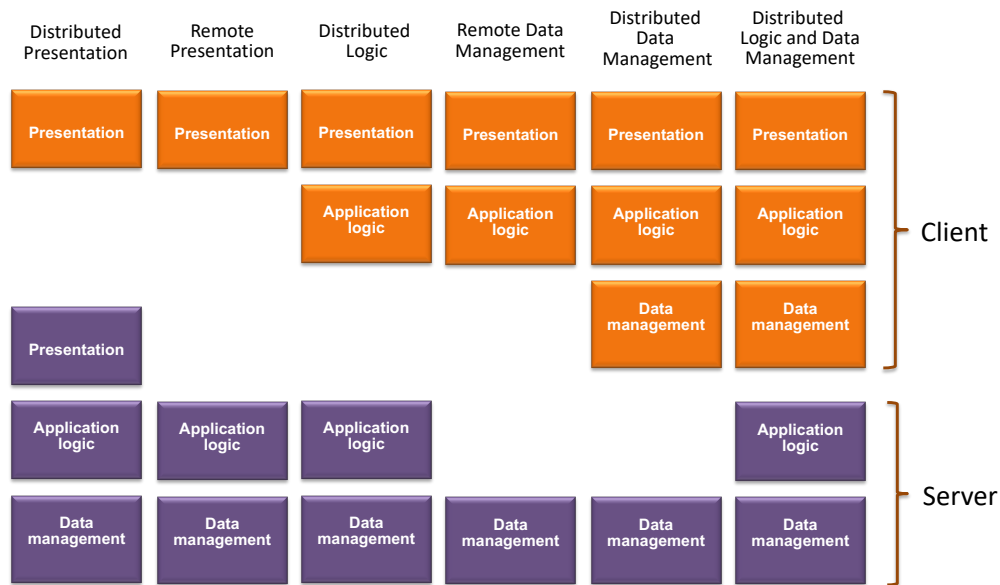 Distributed
Presentation
Remote
Presentation
Distributed
Logic
Remote Data
Management
Distributed
Data
Management
Distributed
Logic and Data
Management
Presentation
Presentation
Presentation
Presentation
Presentation
Presentation
Application
logic
Application
logic
Application
logic
Application
logic
Client
Data
management
Data
management
Presentation
Application
logic
Application
logic
Application
logic
Application
logic
Server
Data
management
Data
management
Data
management
Data
management
Data
management
Data
management